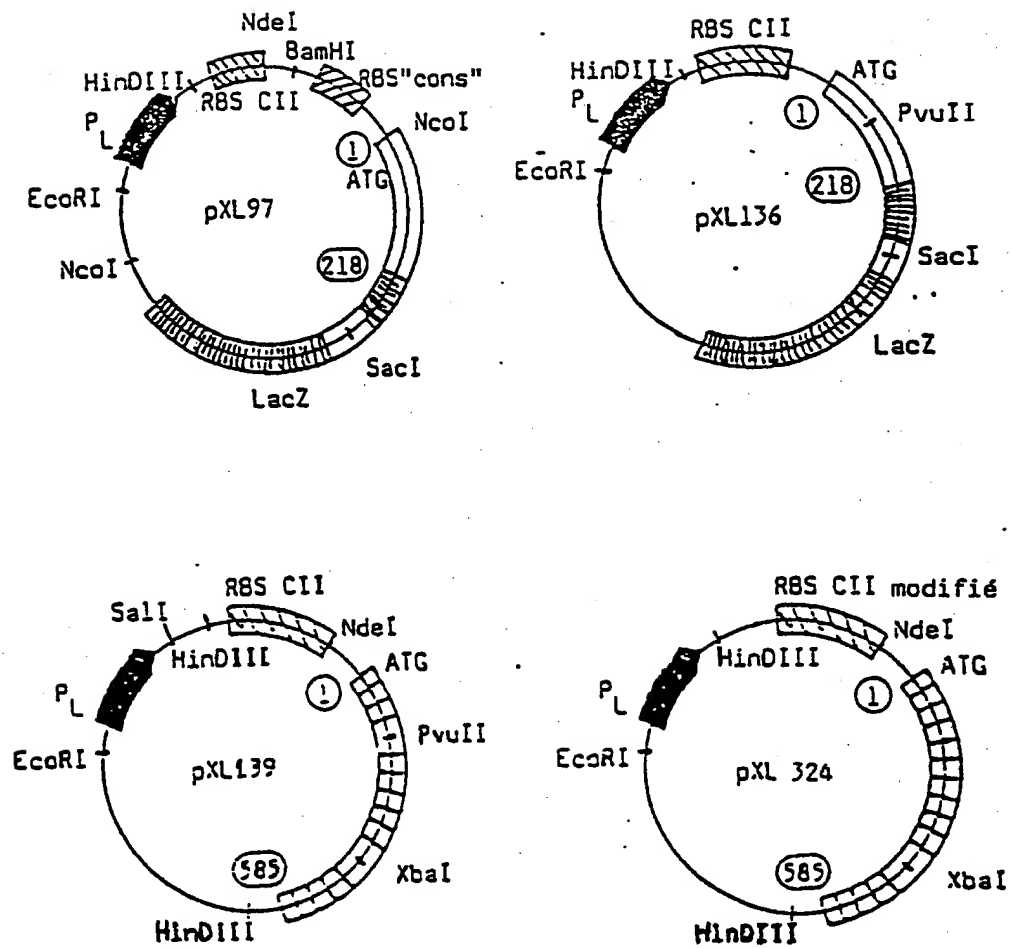 NdeI
BamHI
HinDIII
RBS CII
RBS"cons"
NcoI
P
L
1
ATG
EcoRI
pXL97
NcoI
218
SacI
LacZ
RBS CII
HinDIII
ATG
P
L
1
PvuII
EcoRI
218
pXL136
SacI
LacZ
RBS CII
SalI
NdeI
HinDIII
ATG
P
L
1
PvuII
EcoRI
pXL139
585
XbaI
HinDIII
RBS CII modifié
NdeI
HinDIII
ATG
P
L
1
EcoRI
pXL 324
585
XbaI
HinDIII